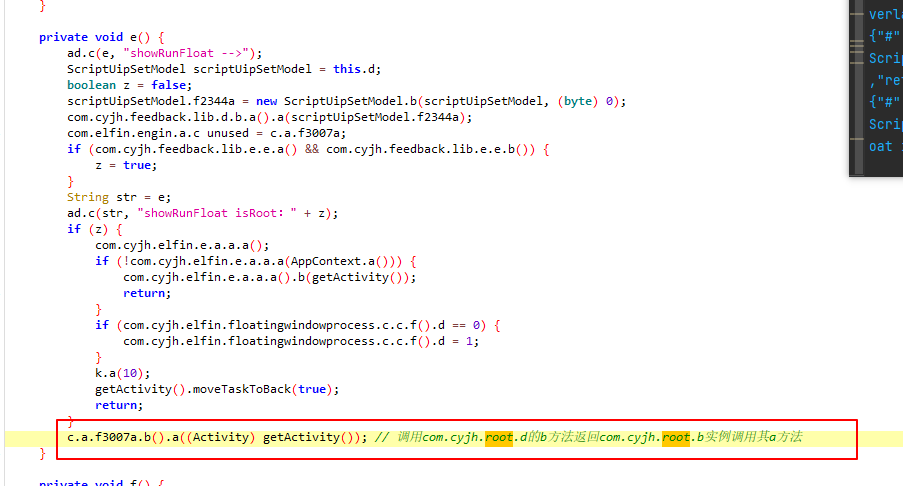 }
private void e() {
ad.c(e, "showRunFloat -->");
ScriptUipSetModel scriptUipSetModel = this.d;
boolean z = false;
scriptUipSetModel.f2344a = new ScriptUipSetModel.b(scriptUipSetModel, (byte) 0);
com.cyjh.feedback.lib.d.b.a().a(scriptUipSetModel.f2344a);
com.elfin.engin.a.c unused = c.a.f3007a;
if (com.cyjh.feedback.lib.e.e.a() && com.cyjh.feedback.lib.e.e.b()) {
z = true;
}
String str = e;
ad.c(str, "showRunFloat isRoot：" + z);
if (z) {
com.cyjh.elfin.e.a.a.a();
if (!com.cyjh.elfin.e.a.a.a(AppContext.a())) {
com.cyjh.elfin.e.a.a.a().b(getActivity());
return;
}
if (com.cyjh.elfin.floatingwindowprocess.c.c.f().d == 0) {
com.cyjh.elfin.floatingwindowprocess.c.c.f().d = 1;
}
k.a(10);
getActivity().moveTaskToBack(true);
return;
}
c.a.f3007a.b().a((Activity) getActivity()); // 调用com.cyjh.root.d的b方法返回com.cyjh.root.b实例调用其a方法
}
private void f() {
verla
{"#"
Scrip
,"ret
{"#"
Scrip
oat